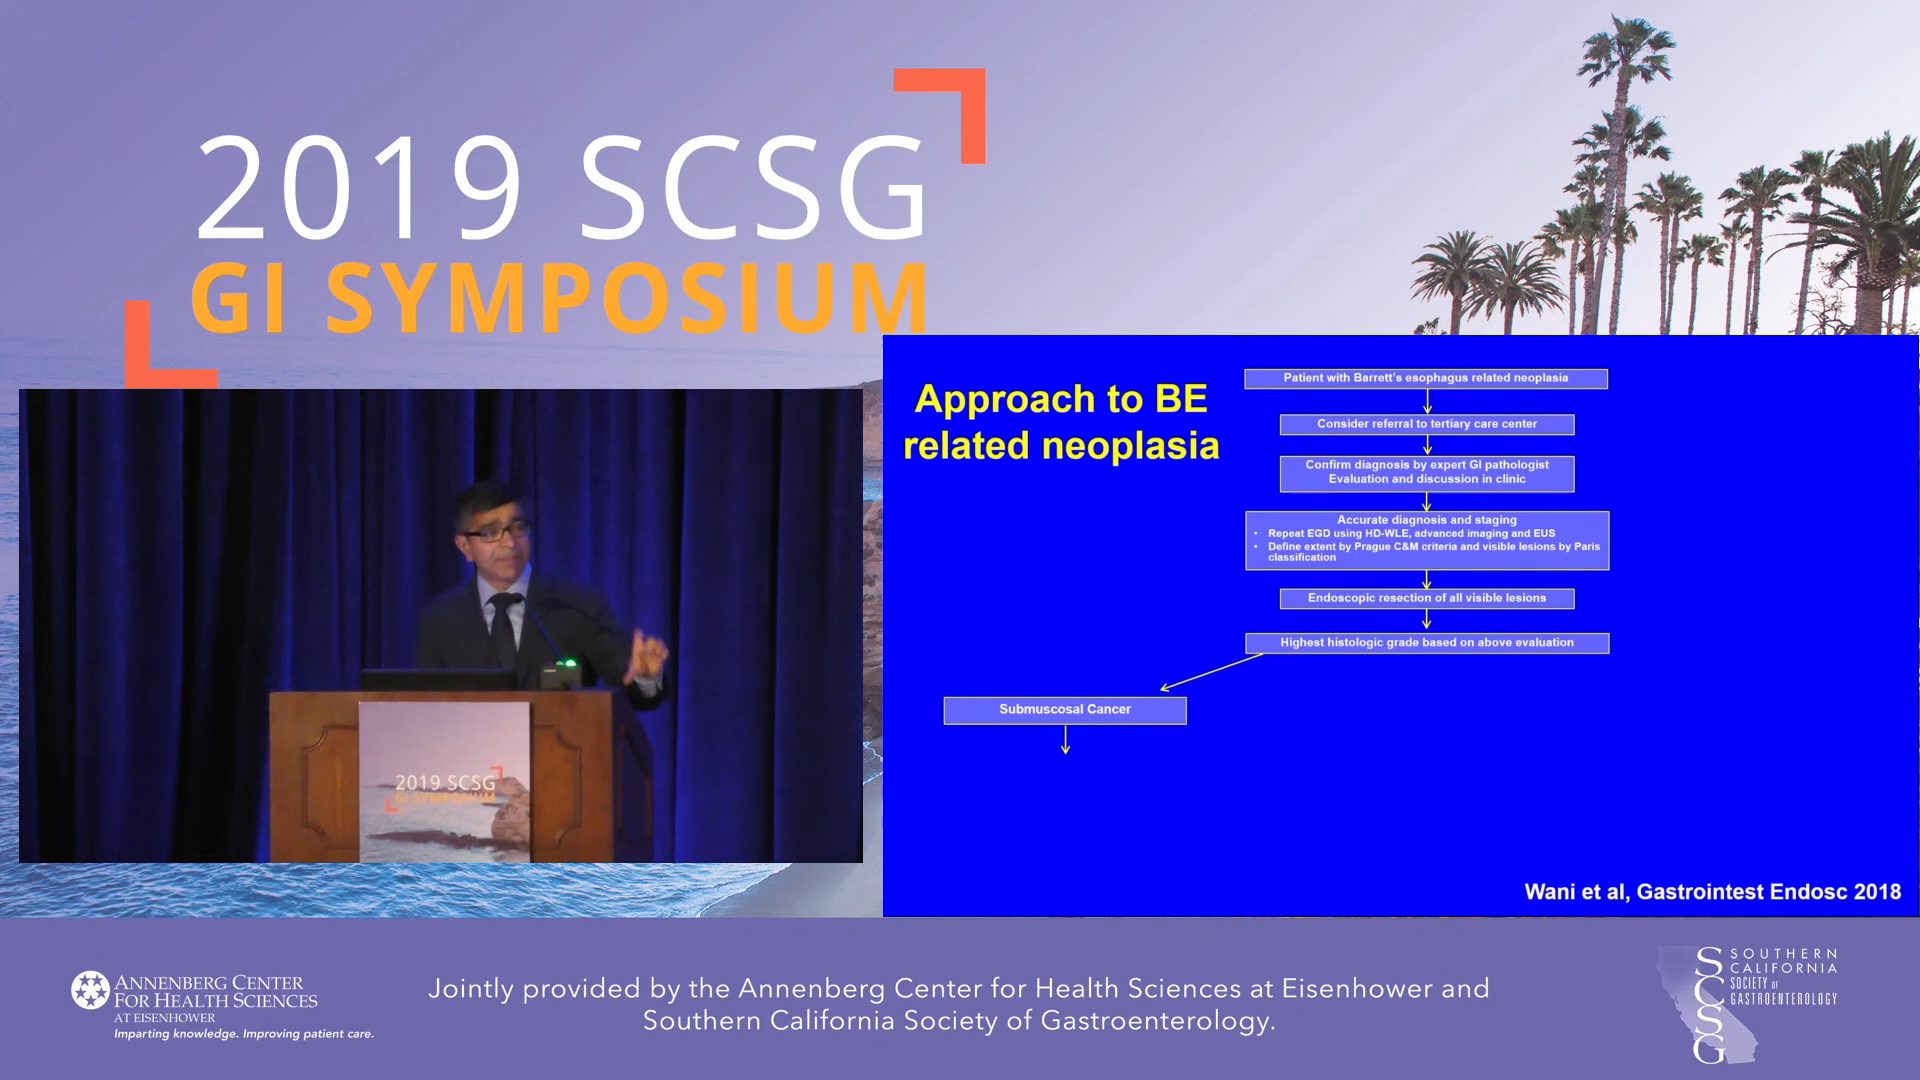 2019 SCSG
GI SYMPOSIUM
Approach to BE
related neoplasia
Patient with Barrett's esophagus related neoplasia
Consider referral to tertiary care center
Confirm diagnosis by expert GI pathologist
Evaluation and discussion in clinic
Accurate diagnosis and staging
• Repeat EGD using HD-WLE, advanced imaging and EUS
• Define extent by Prague C&M criteria and visible lesions by Paris
classification
Endoscopic resection of all visible lesions
Highest histologic grade based on above evaluation
Submuscosal Cancer
Wani et al, Gastrointest Endosc 2018
2019 SCSG
GI SYMPOSIUM
ANNENBERG CENTER
FOR HEALTH SCIENCES
AT EISENHOWER
Imparting knowledge. Improving patient care.
Jointly provided by the Annenberg Center for Health Sciences at Eisenhower and
Southern California Society of Gastroenterology.
SCSG
SOUTHERN
CALIFORNIA
SOCIETY OF
GASTROENTEROLOGY